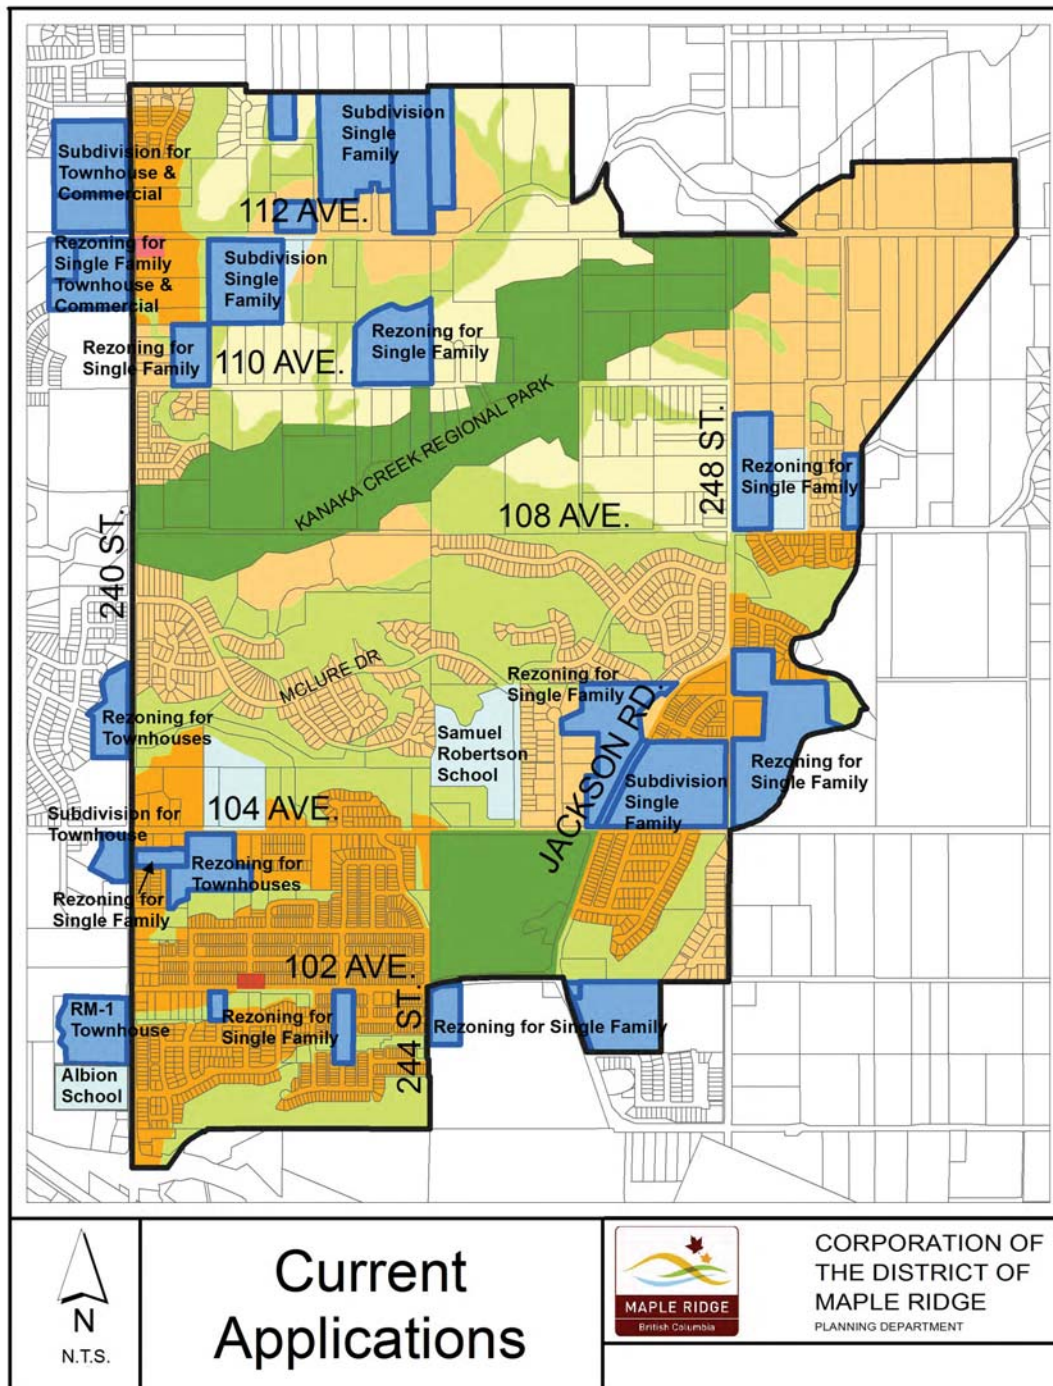 Subdivision
Single
Family
Subdivision for
Townhouse &
Commercial
112 AVE.
Rezoning for
Single Family
Townhouse &
Commercial
Subdivision
Single
Family
Rezoning for
Single Family
110 AVE.
Rezoning for
Single Family
KANAKA CREEK REGIONAL PARK
248 ST.
Rezoning for
Single Family
108 AVE.
240 ST.
MCLURE DR
Rezoning for
Single Family
JACKSON RD.
Rezoning for
Townhouses
Samuel
Robertson
School
Rezoning for
Single Family
Subdivision
Single
Family
104 AVE.
Subdivision for
Townhouse
Rezoning for
Townhouses
Rezoning for
Single Family
102 AVE.
244 ST.
RM-1
Townhouse
Rezoning for
Single Family
Rezoning for Single Family
Albion
School
N
N.T.S.
Current
Applications
MAPLE RIDGE
British Columbia
CORPORATION OF
THE DISTRICT OF
MAPLE RIDGE
PLANNING DEPARTMENT